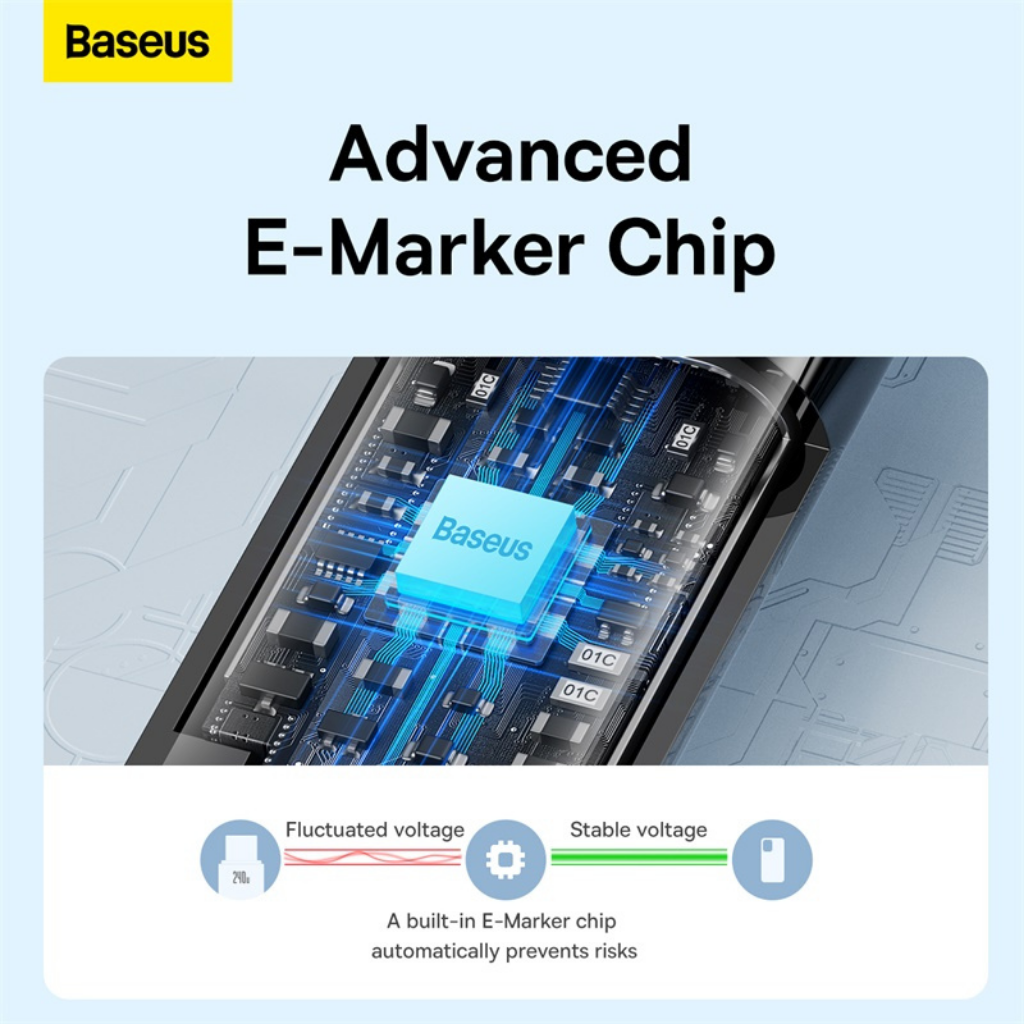 Baseus
Advanced
E-Marker Chip
01C
01C
Baseus
01C
01C
Fluctuated voltage
Stable voltage
240W
A built-in E-Marker chip
automatically prevents risks